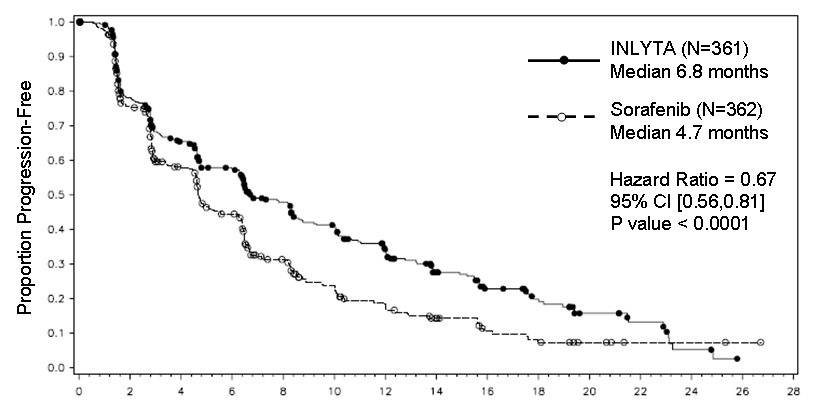 1.0
0.9
0.8
0.7
0.6
0.5
0.4
0.3
0.2
0.1
0.0
Proportion Progression-Free
0 2 4 6 8 10 12 14 16 18 20 22 24 26 28
INLYTA (N=361)
Median 6.8 months
Sorafenib (N=362)
Median 4.7 months
Hazard Ratio = 0.67
95% CI [0.56,0.81]
P value < 0.0001